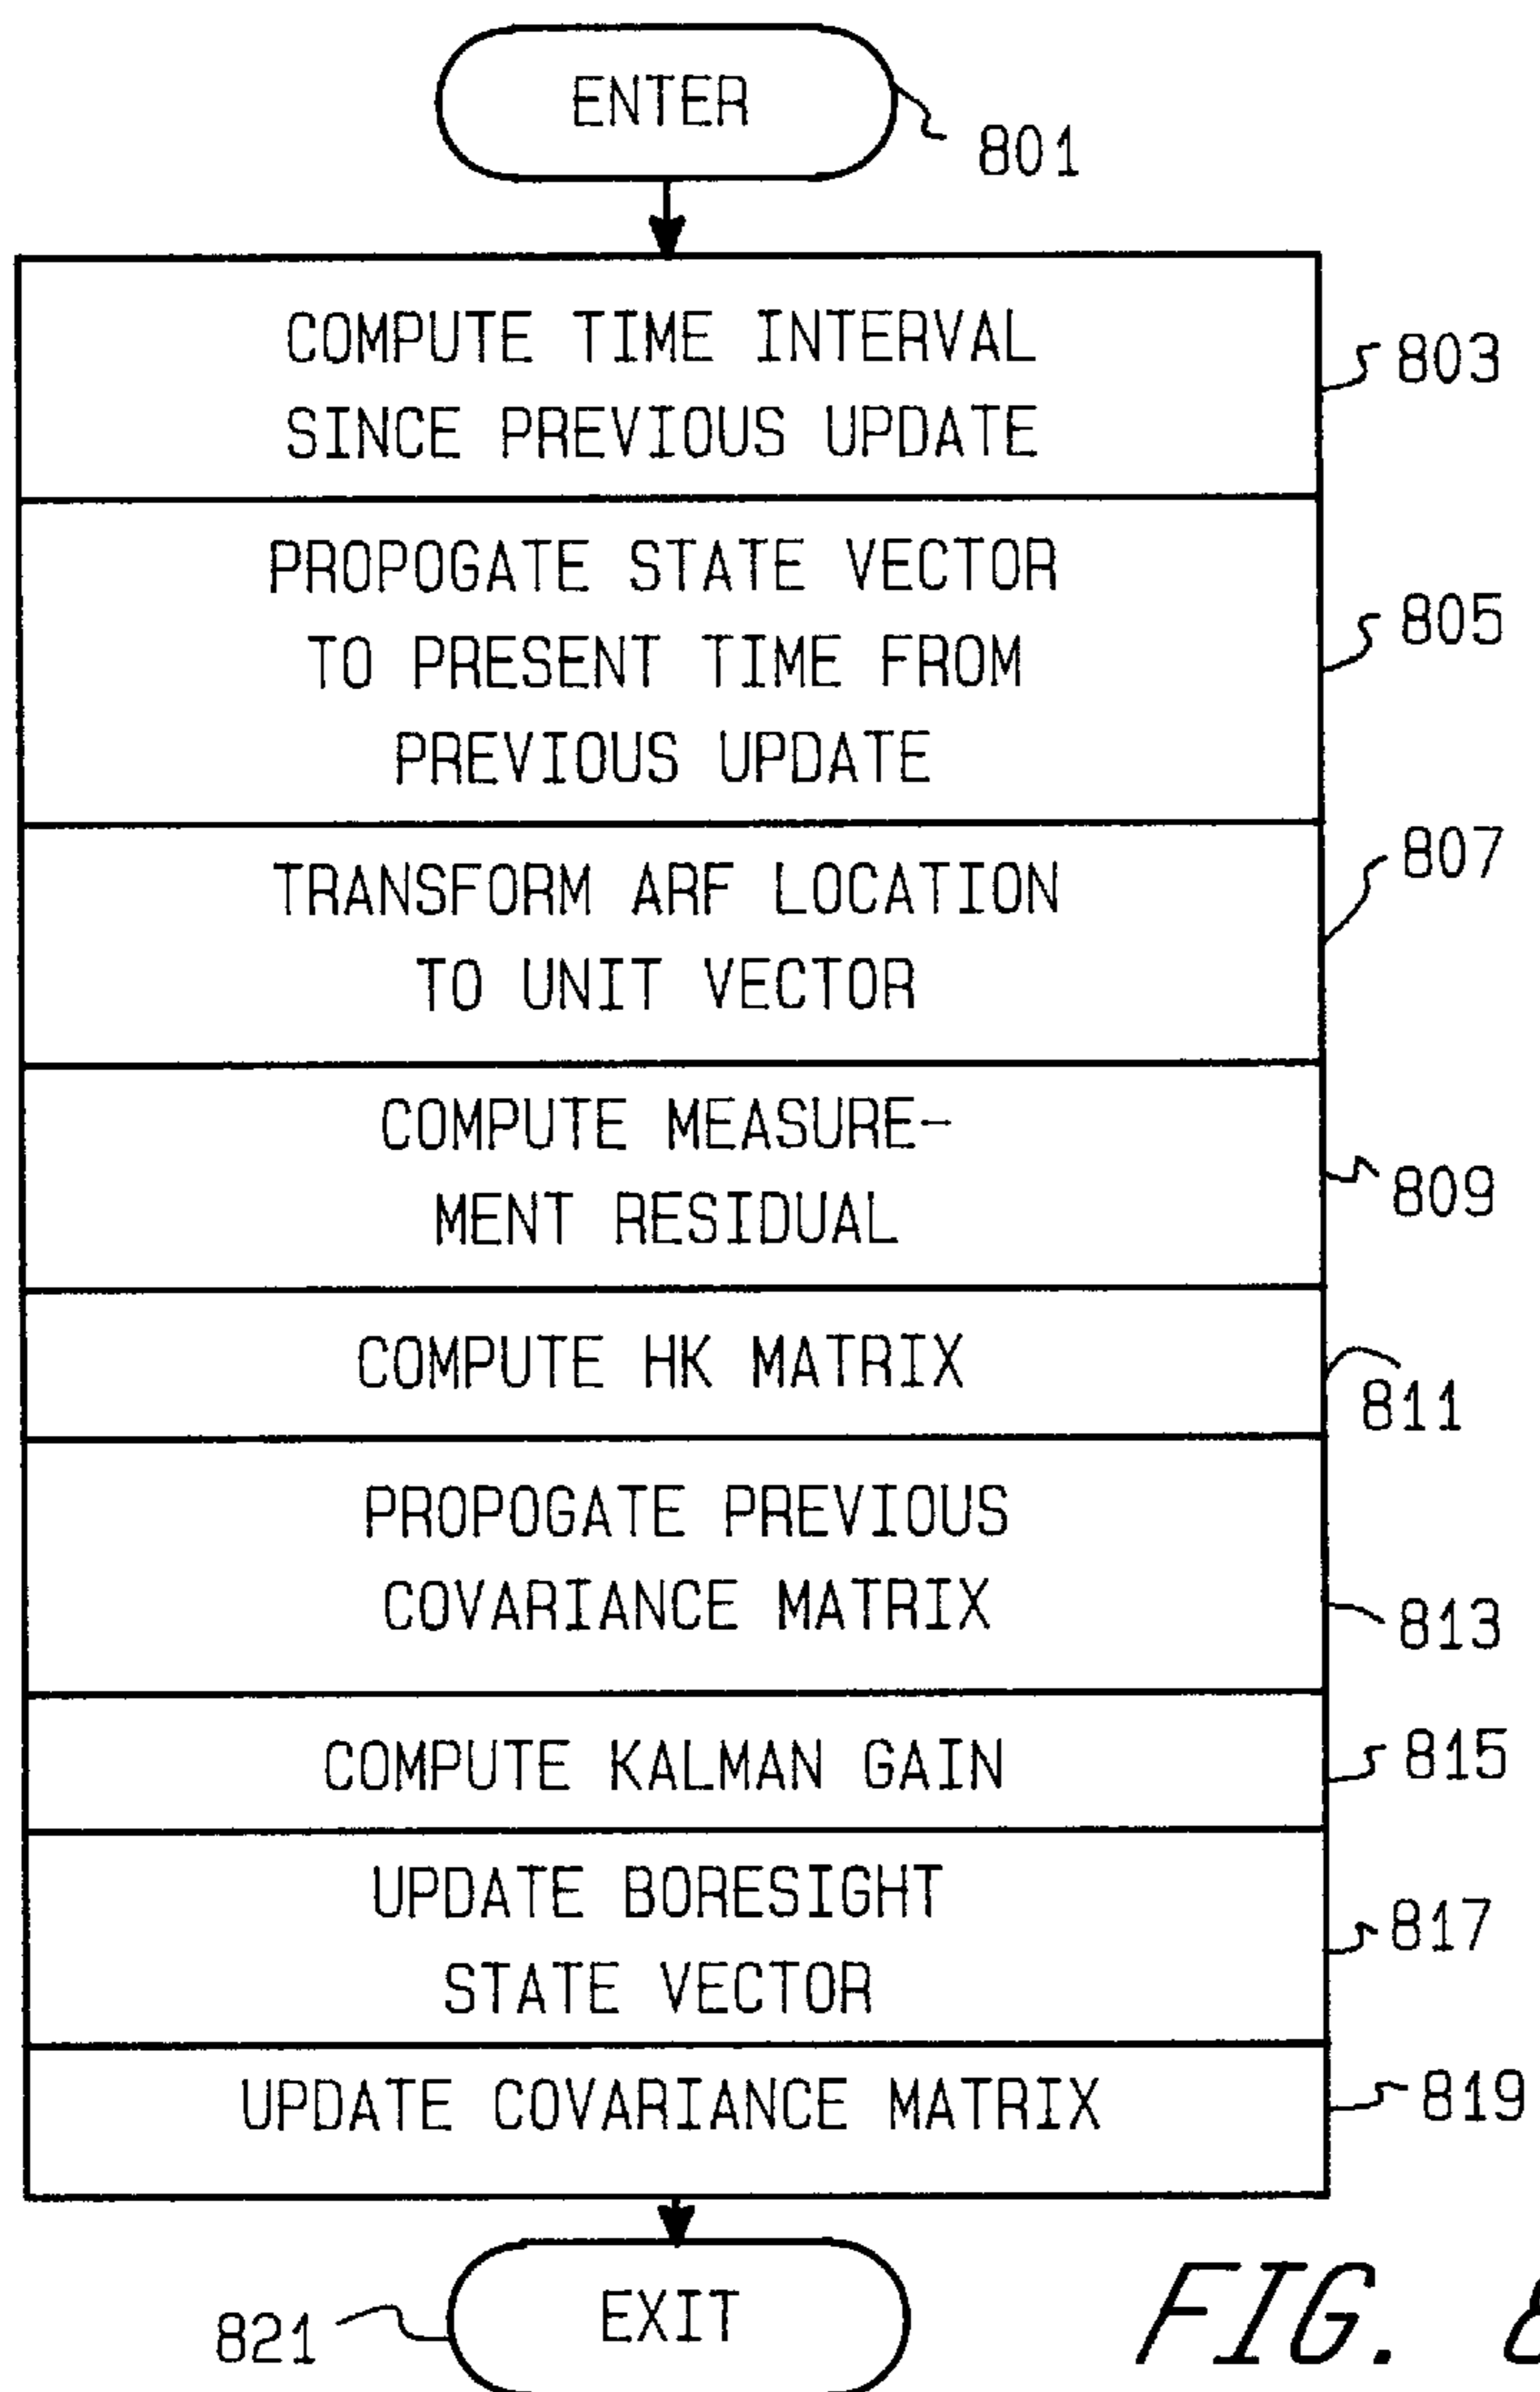 ENTER
801
COMPUTE TIME INTERVAL
SINCE PREVIOUS UPDATE
803
PROPOGATE STATE VECTOR
TO PRESENT TIME FROM
PREVIOUS UPDATE
805
TRANSFORM ARF LOCATION
TO UNIT VECTOR
807
COMPUTE MEASURE-
MENT RESIDUAL
809
COMPUTE HK MATRIX
811
PROPOGATE PREVIOUS
COVARIANCE MATRIX
813
COMPUTE KALMAN GAIN
815
UPDATE BORESIGHT
STATE VECTOR
817
UPDATE COVARIANCE MATRIX
819
EXIT
821
FIG. 8